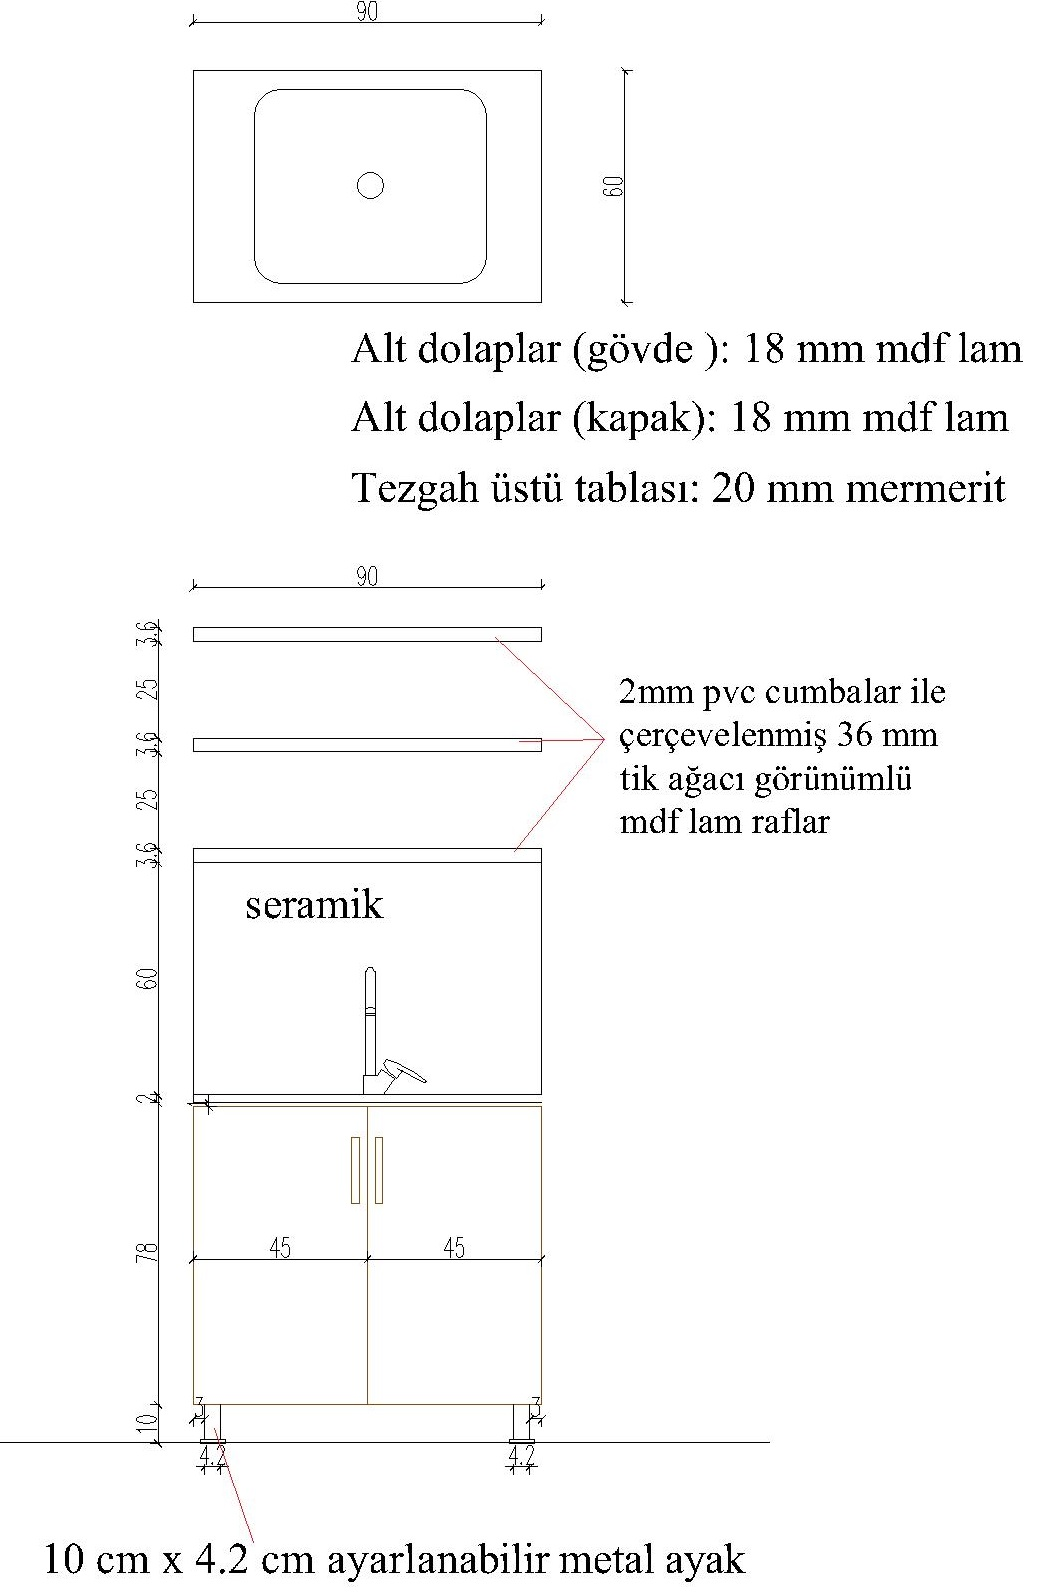 90
60
Alt dolaplar (gövde ): 18 mm mdf lam
Alt dolaplar (kapak): 18 mm mdf lam
Tezgah üstü tablası: 20 mm mermerit
90
3.6
25
3.6
25
3.6
2mm pvc cumbalar ile
çerçevelenmiş 36 mm
tik ağacı görünümlü
mdf lam raflar
seramik
60
2
78
45 45
3 3
10
4.2 4.2
10 cm x 4.2 cm ayarlanabilir metal ayak